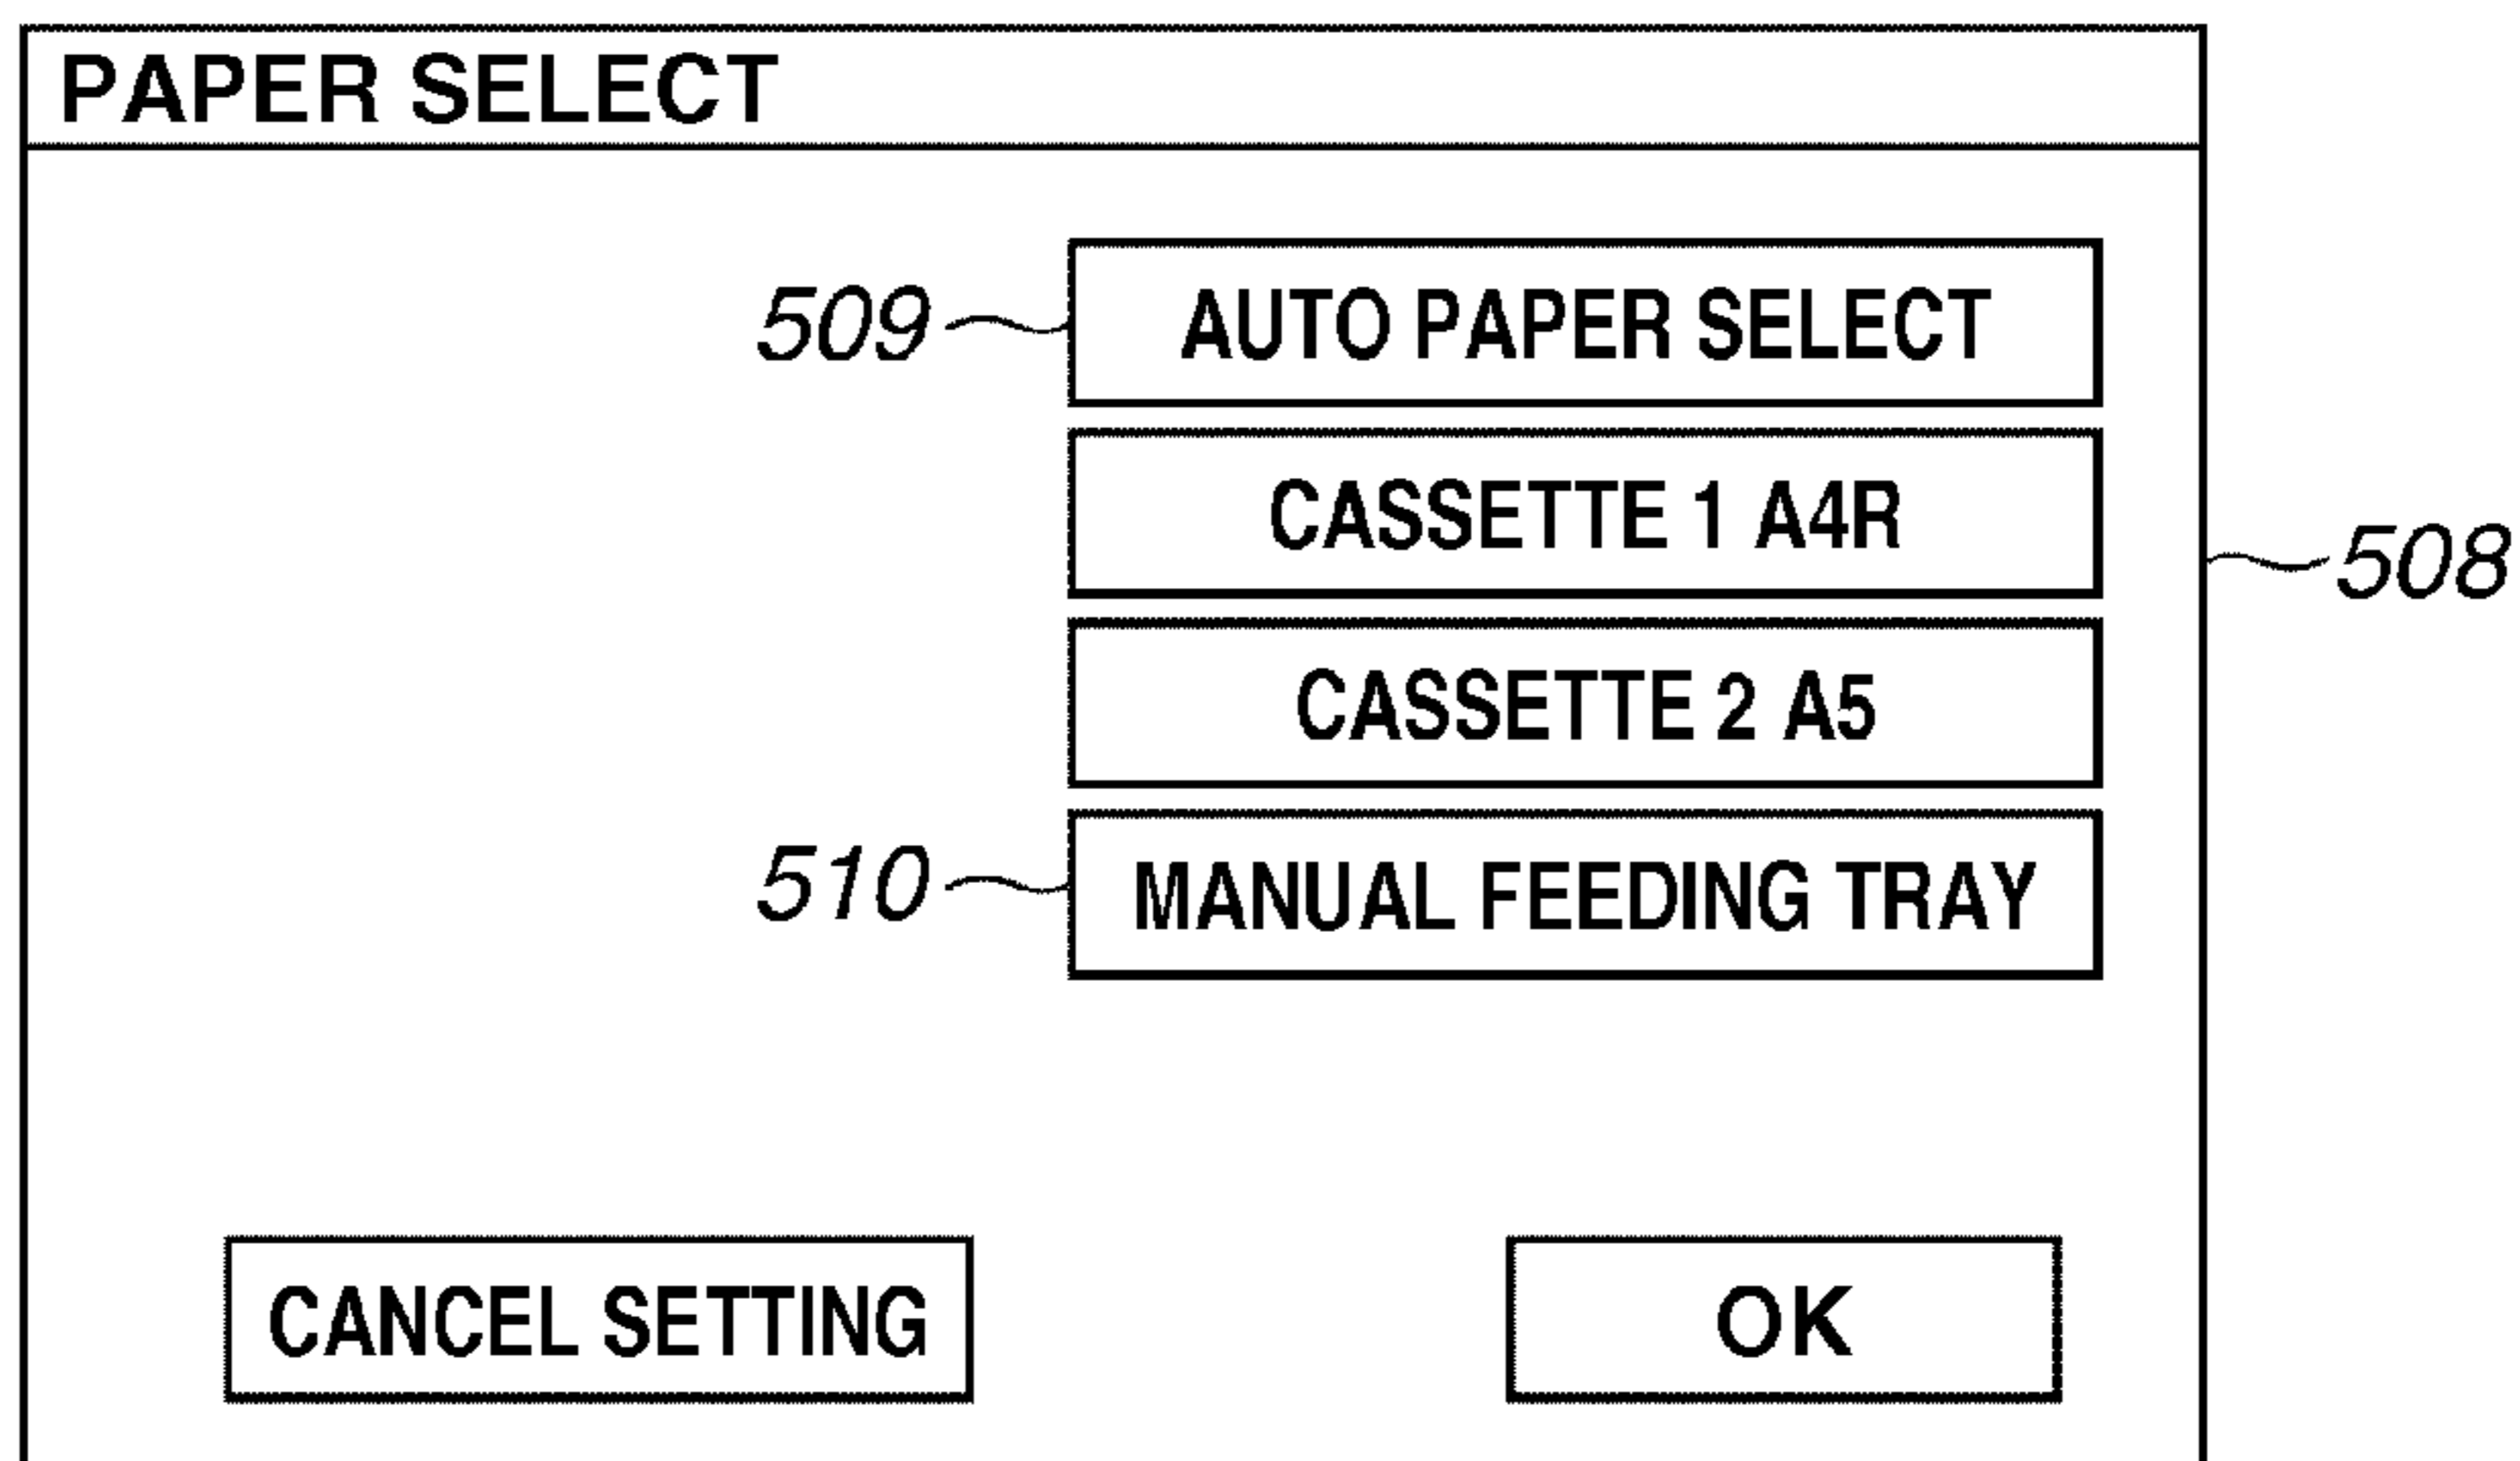 PAPER SELECT
509 AUTO PAPER SELECT
CASSETTE 1 A4R
508
CASSETTE 2 A5
510 MANUAL FEEDING TRAY
CANCEL SETTING OK